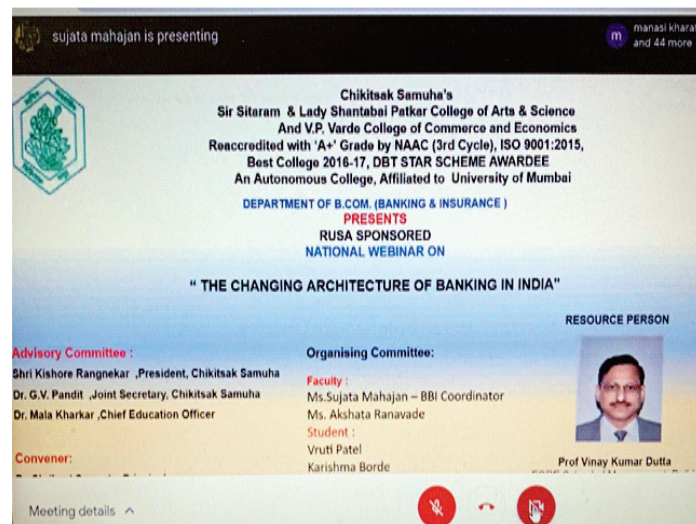 sujata mahajan is presenting
m
manasi khara
and 44 more
Chikitsak Samuha's
Sir Sitaram & Lady Shantabai Patkar College of Arts & Science
And V.P. Varde College of Commerce and Economics
Reaccredited with 'A+' Grade by NAAC (3rd Cycle), ISO 9001:2015,
Best College 2016-17, DBT STAR SCHEME AWARDEE
An Autonomous College, Affiliated to University of Mumbai
DEPARTMENT OF B.COM. (BANKING & INSURANCE )
PRESENTS
RUSA SPONSORED
NATIONAL WEBINAR ON
“ THE CHANGING ARCHITECTURE OF BANKING IN INDIA”
RESOURCE PERSON
Advisory Committee :
Shri Kishore Rangnekar ,President, Chikitsak Samuha
Dr. G.V. Pandit ,Joint Secretary, Chikitsak Samuha
Dr. Mala Kharkar ,Chief Education Officer
Convener:
Organising Committee:
Faculty :
Ms.Sujata Mahajan – BBI Coordinator
Ms. Akshata Ranavade
Student :
Vruti Patel
Karishma Borde
Prof Vinay Kumar Dutta
Meeting details